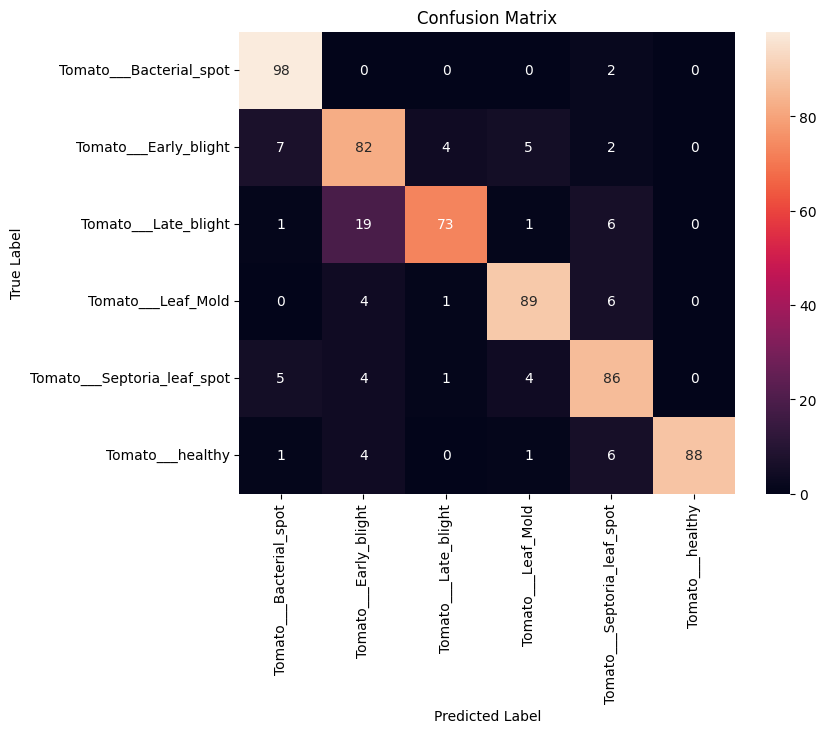 Confusion Matrix
True Label
Tomato___Bacterial_spot 98 0 0 0 2 0
Tomato___Early_blight 7 82 4 5 2 0
Tomato___Late_blight 1 19 73 1 6 0
Tomato___Leaf_Mold 0 4 1 89 6 0
Tomato___Septoria_leaf_spot 5 4 1 4 86 0
Tomato___healthy 1 4 0 1 6 88
Tomato___Bacterial_spot
Tomato___Early_blight
Tomato___Late_blight
Tomato___Leaf_Mold
Tomato___Septoria_leaf_spot
Tomato___healthy
Predicted Label
80
60
40
20
0